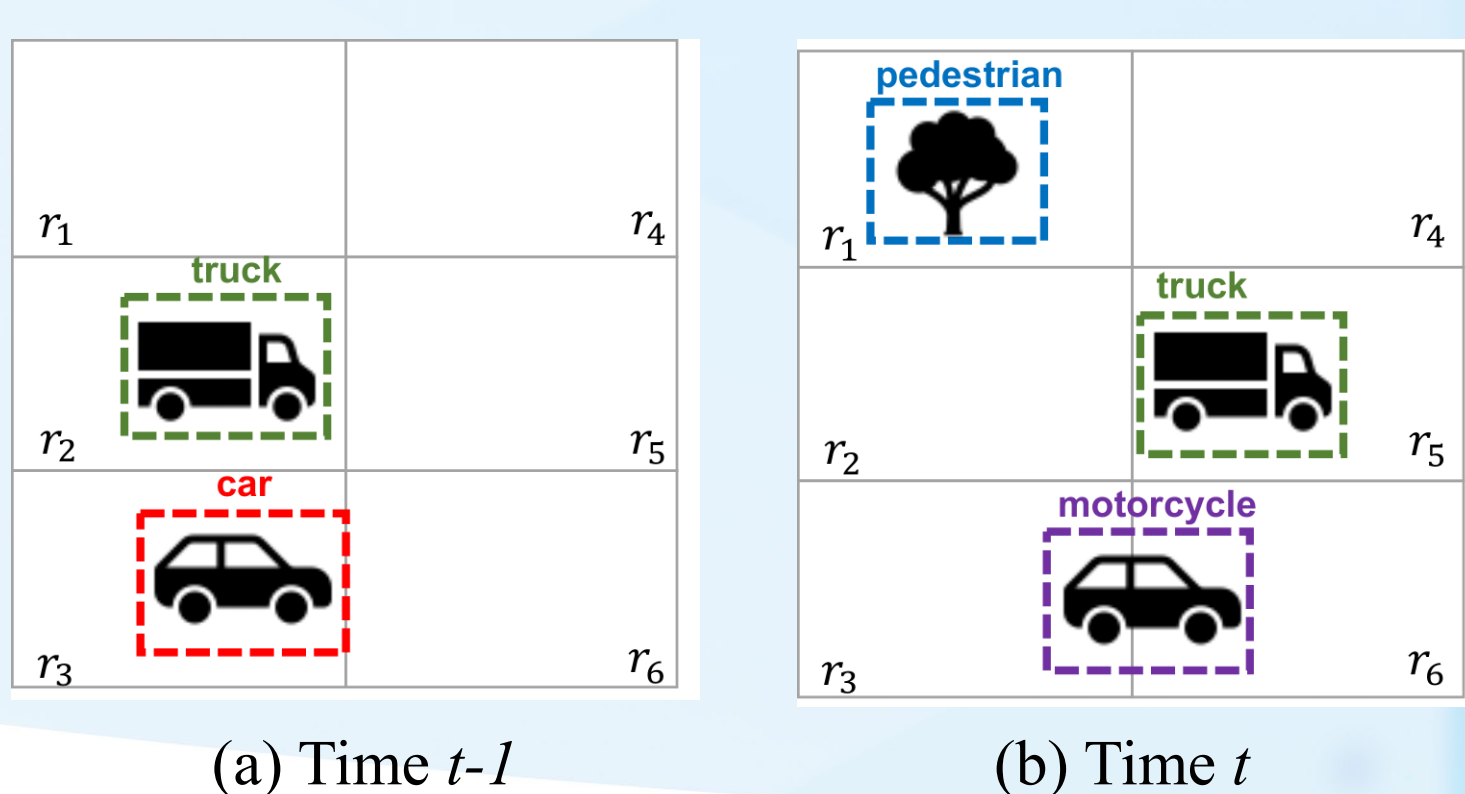 r₁
r₄
truck
r₂
r₅
car
r₃
r₆
(a) Time t-1
pedestrian
r₁
r₄
truck
r₂
r₅
motorcycle
r₃
r₆
(b) Time t